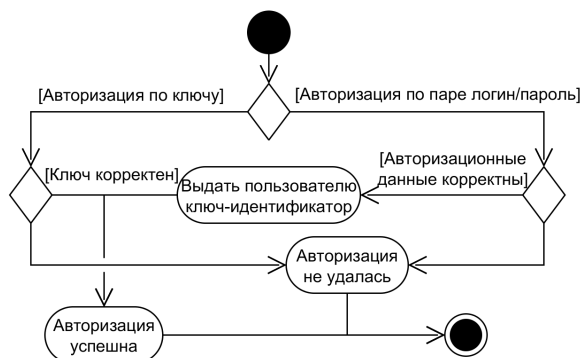 [Авторизация по ключу]
[Авторизация по паре логин/пароль]
[Ключ корректен]
Выдать пользователю
ключ-идентификатор
[Авторизационные
данные корректны]
Авторизация
не удалась
Авторизация
успешна